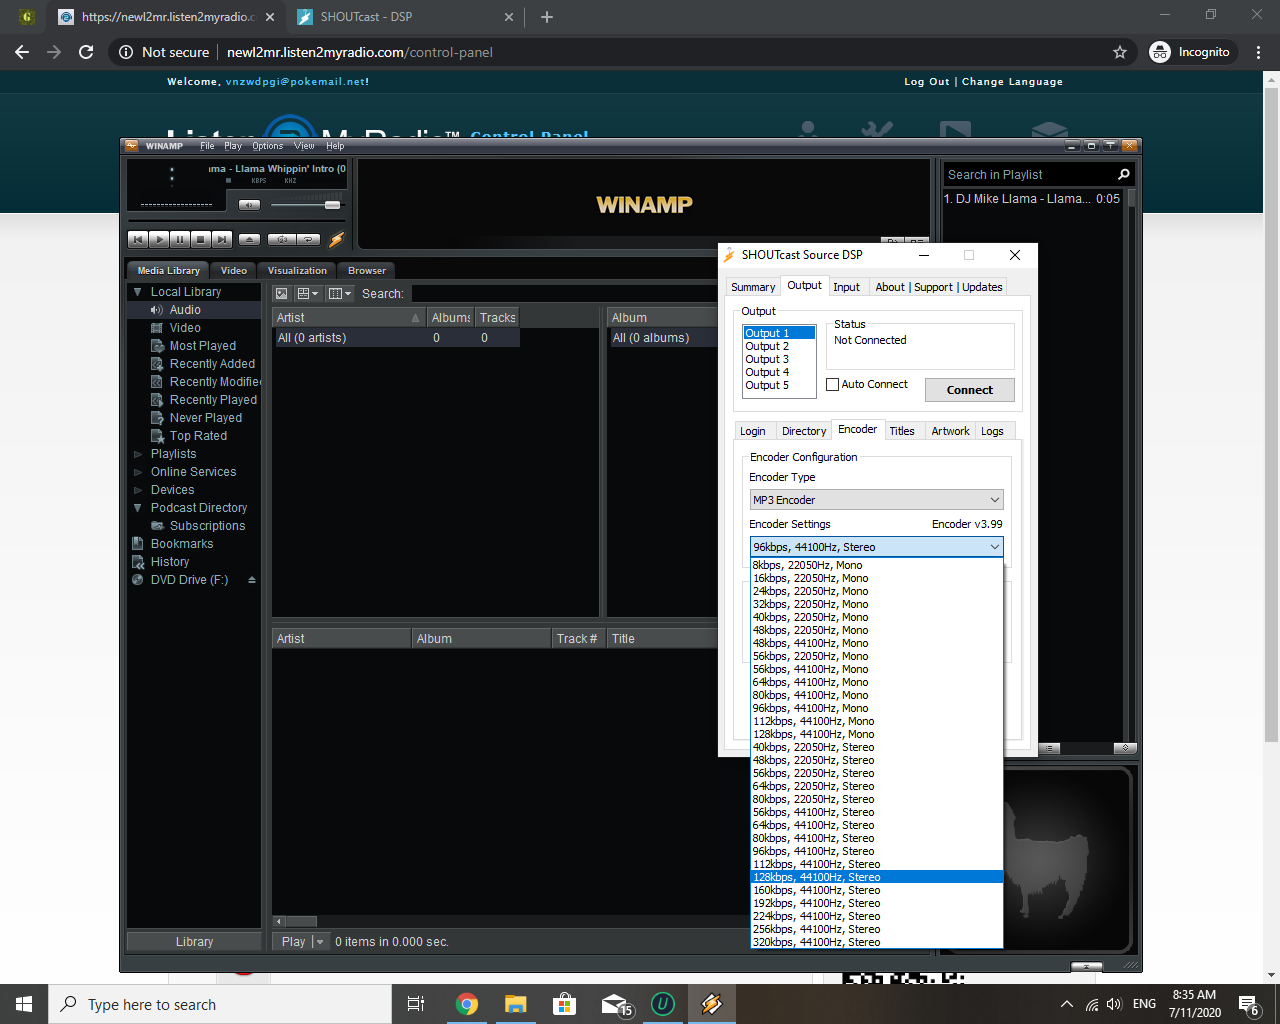 https://newl2mr.listen2myradio.c
SHOUTcast - DSP
Not secure
newl2mr.listen2myradio.com/control-panel
Incognito
Welcome, vnzwdpgi@pokemail.net!
Log Out | Change Language
Control Panel
WINAMP
File Play Options View Help
ama - Llama Whippin' Intro (0
KBPS KHZ
WINAMP
Search in Playlist
1. DJ Mike Llama - Llama... 0:05
Media Library
Video
Visualization
Browser
Local Library
Audio
Video
Most Played
Recently Added
Recently Modifie
Recently Played
Never Played
Top Rated
Playlists
Online Services
Devices
Podcast Directory
Subscriptions
Bookmarks
History
DVD Drive (F:)
Library
Search:
Artist Albums Tracks
All (0 artists) 0 0
Album
All (0 albums)
Artist Album Track # Title
Play
0 items in 0.000 sec.
SHOUTcast Source DSP
Summary Output Input About | Support | Updates
Output
Output 1
Output 2
Output 3
Output 4
Output 5
Status
Not Connected
Auto Connect
Connect
Login Directory Encoder Titles Artwork Logs
Encoder Configuration
Encoder Type
MP3 Encoder
Encoder Settings
Encoder v3.99
96kbps, 44100Hz, Stereo
8kbps, 22050Hz, Mono
16kbps, 22050Hz, Mono
24kbps, 22050Hz, Mono
32kbps, 22050Hz, Mono
40kbps, 22050Hz, Mono
48kbps, 22050Hz, Mono
48kbps, 44100Hz, Mono
56kbps, 22050Hz, Mono
56kbps, 44100Hz, Mono
64kbps, 44100Hz, Mono
80kbps, 44100Hz, Mono
96kbps, 44100Hz, Mono
112kbps, 44100Hz, Mono
128kbps, 44100Hz, Mono
40kbps, 22050Hz, Stereo
48kbps, 22050Hz, Stereo
56kbps, 22050Hz, Stereo
64kbps, 22050Hz, Stereo
80kbps, 22050Hz, Stereo
56kbps, 44100Hz, Stereo
64kbps, 44100Hz, Stereo
80kbps, 44100Hz, Stereo
96kbps, 44100Hz, Stereo
112kbps, 44100Hz, Stereo
128kbps, 44100Hz, Stereo
160kbps, 44100Hz, Stereo
192kbps, 44100Hz, Stereo
224kbps, 44100Hz, Stereo
256kbps, 44100Hz, Stereo
320kbps, 44100Hz, Stereo
Type here to search
15
ENG
8:35 AM
7/11/2020
6